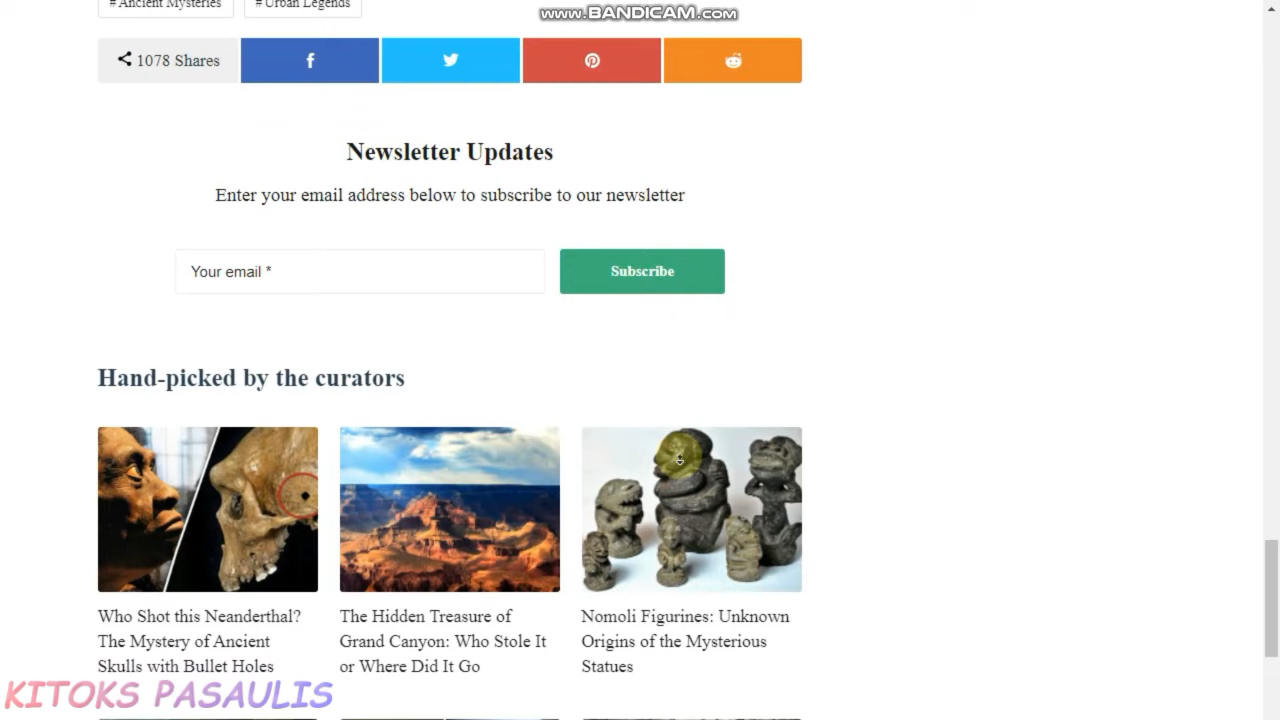 # Ancient Mysteries # Urban Legends
www.BANDICAM.com
1078 Shares
Newsletter Updates
Enter your email address below to subscribe to our newsletter
Your email * Subscribe
Hand-picked by the curators
Who Shot this Neanderthal?
The Mystery of Ancient
Skulls with Bullet Holes
The Hidden Treasure of
Grand Canyon: Who Stole It
or Where Did It Go
Nomoli Figurines: Unknown
Origins of the Mysterious
Statues
KITOKS PASAULIS